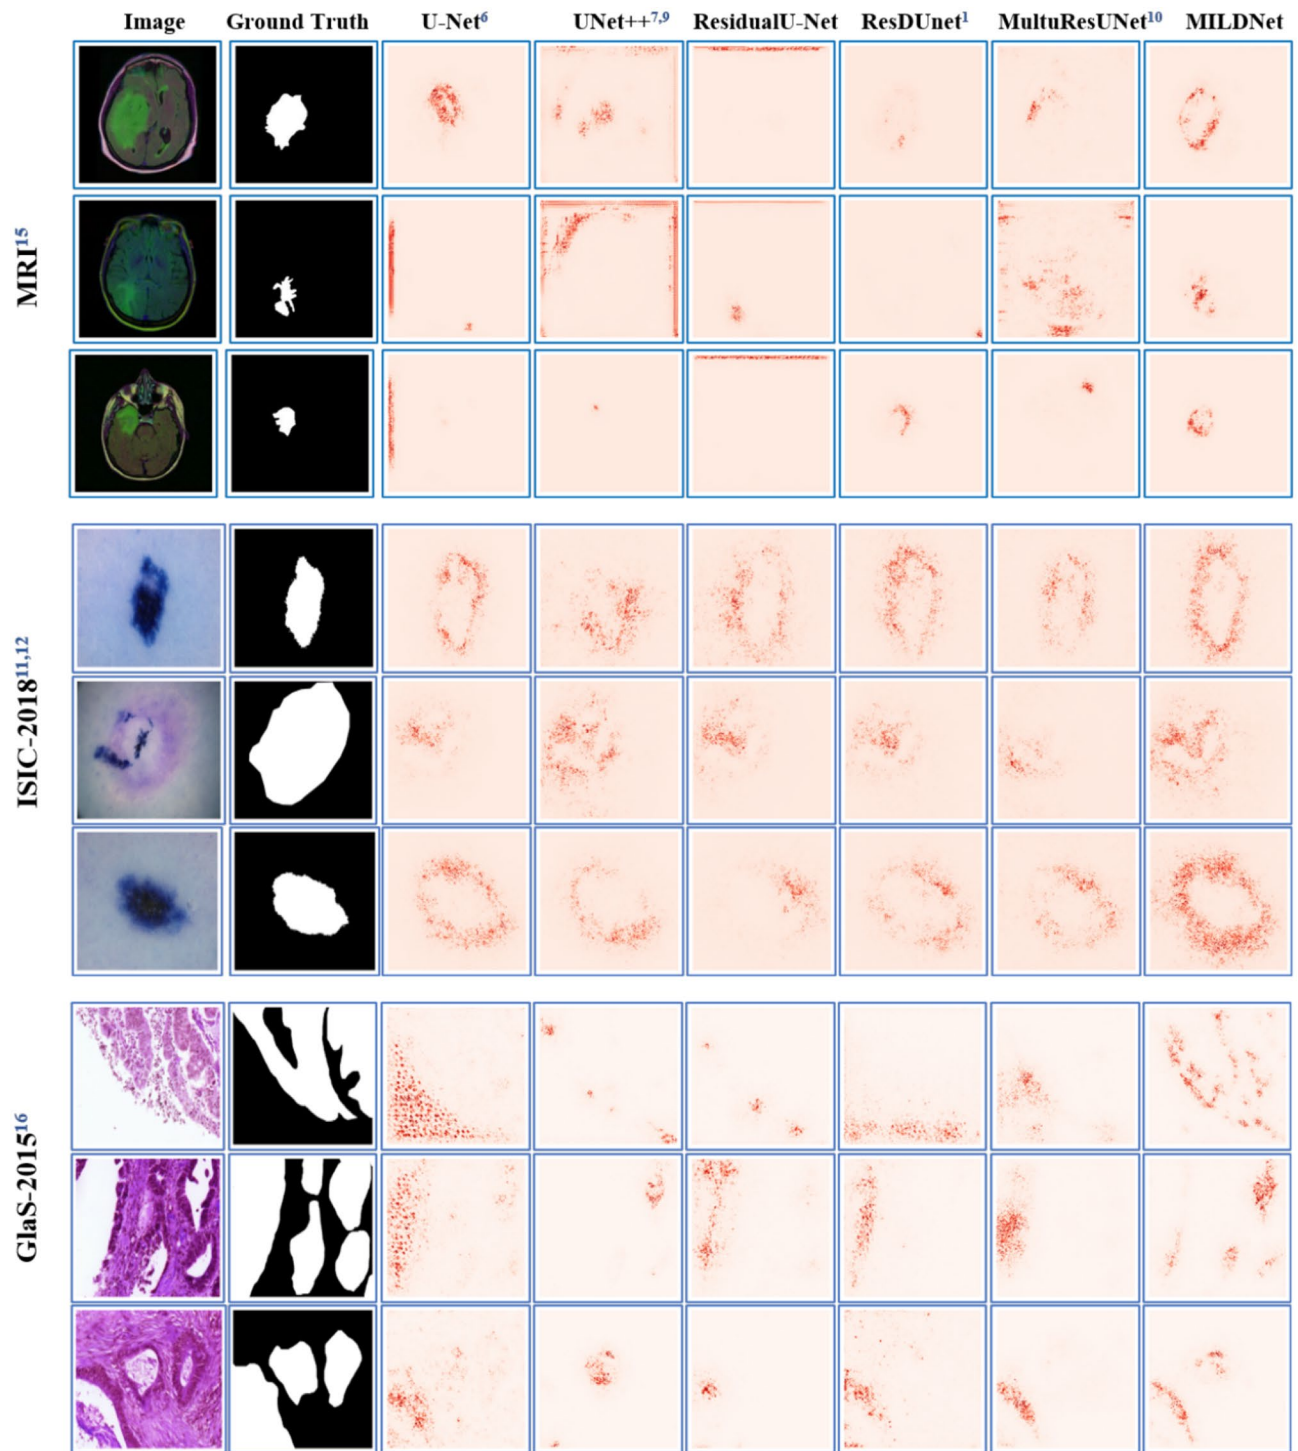 Image Ground Truth U-Net6 UNet++7,9 ResidualU-Net ResDUnet1 MultuResUNet10 MILDNet
MRI15
ISIC-201811,12
GlaS-201516